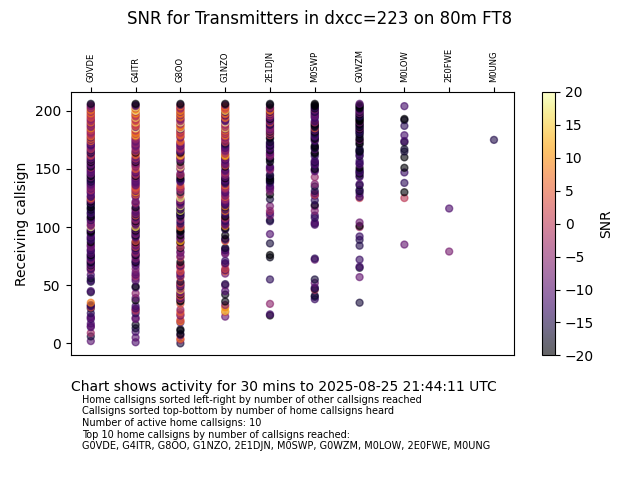 SNR for Transmitters in dxcc=223 on 80m FT8
G0VDE G4ITR G8OO G1NZO 2E1DJN M0SWP G0WZM M0LOW 2E0FWE M0UNG
200
150
100
50
0
Receiving callsign
20
15
10
5
0
−5
−10
−15
−20
SNR
Chart shows activity for 30 mins to 2025-08-25 21:44:11 UTC
Home callsigns sorted left-right by number of other callsigns reached
Callsigns sorted top-bottom by number of home callsigns heard
Number of active home callsigns: 10
Top 10 home callsigns by number of callsigns reached:
G0VDE, G4ITR, G8OO, G1NZO, 2E1DJN, M0SWP, G0WZM, M0LOW, 2E0FWE, M0UNG